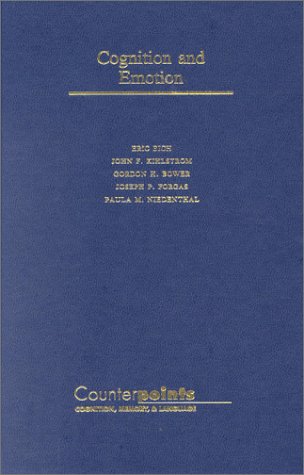 Cognition and
Emotion
ERIC EICH
JOHN F. KIHLSTROM
GORDON H. BOWER
JOSEPH P. FORGAS
PAULA M. NIEDENTHAL
Counterpoints
COGNITION, MEMORY, & LANGUAGE